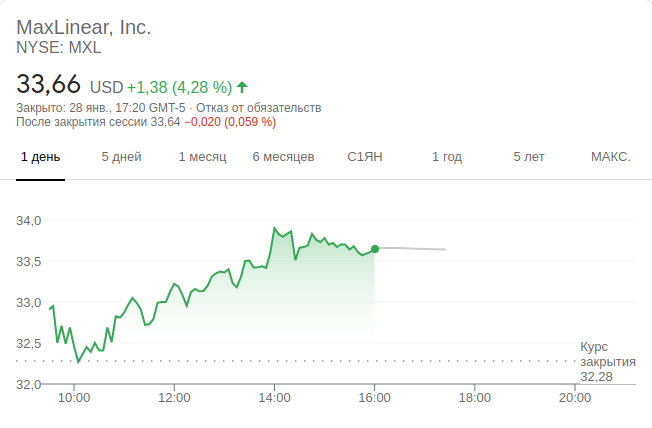 MaxLinear, Inc.
NYSE: MXL
33,66 USD +1,38 (4,28 %)
Закрыто: 28 янв., 17:20 GMT-5 · Отказ от обязательств
После закрытия сессии 33,64 −0,020 (0,059 %)
1 день 5 дней 1 месяц 6 месяцев С1ЯН 1 год 5 лет МАКС.
34,0
33,5
33,0
32,5
Курс
закрытия
32,28
32,0
10:00 12:00 14:00 16:00 18:00 20:00